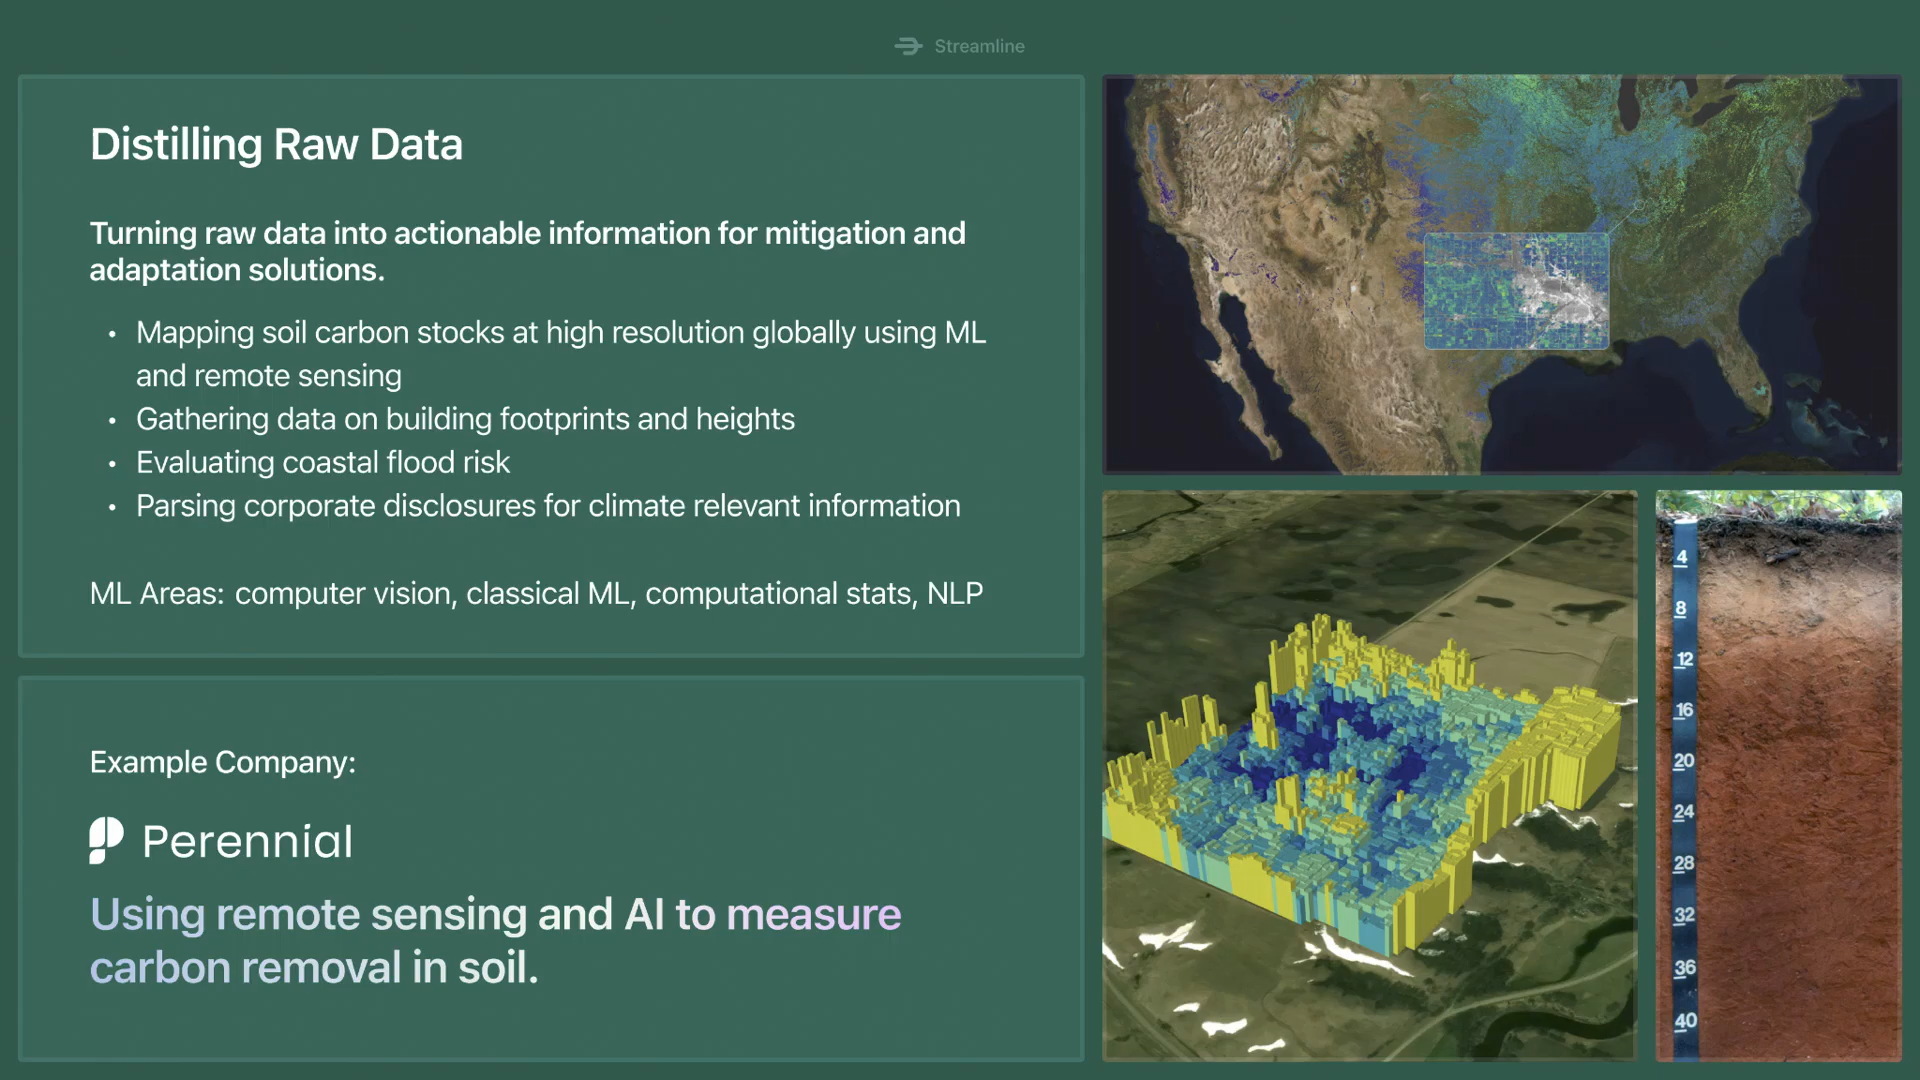 Streamline
Distilling Raw Data
Turning raw data into actionable information for mitigation and
adaptation solutions.
• Mapping soil carbon stocks at high resolution globally using ML
and remote sensing
• Gathering data on building footprints and heights
• Evaluating coastal flood risk
• Parsing corporate disclosures for climate relevant information
ML Areas: computer vision, classical ML, computational stats, NLP
Example Company:
Perennial
Using remote sensing and AI to measure
carbon removal in soil.
4
8
12
16
20
24
28
32
36
40